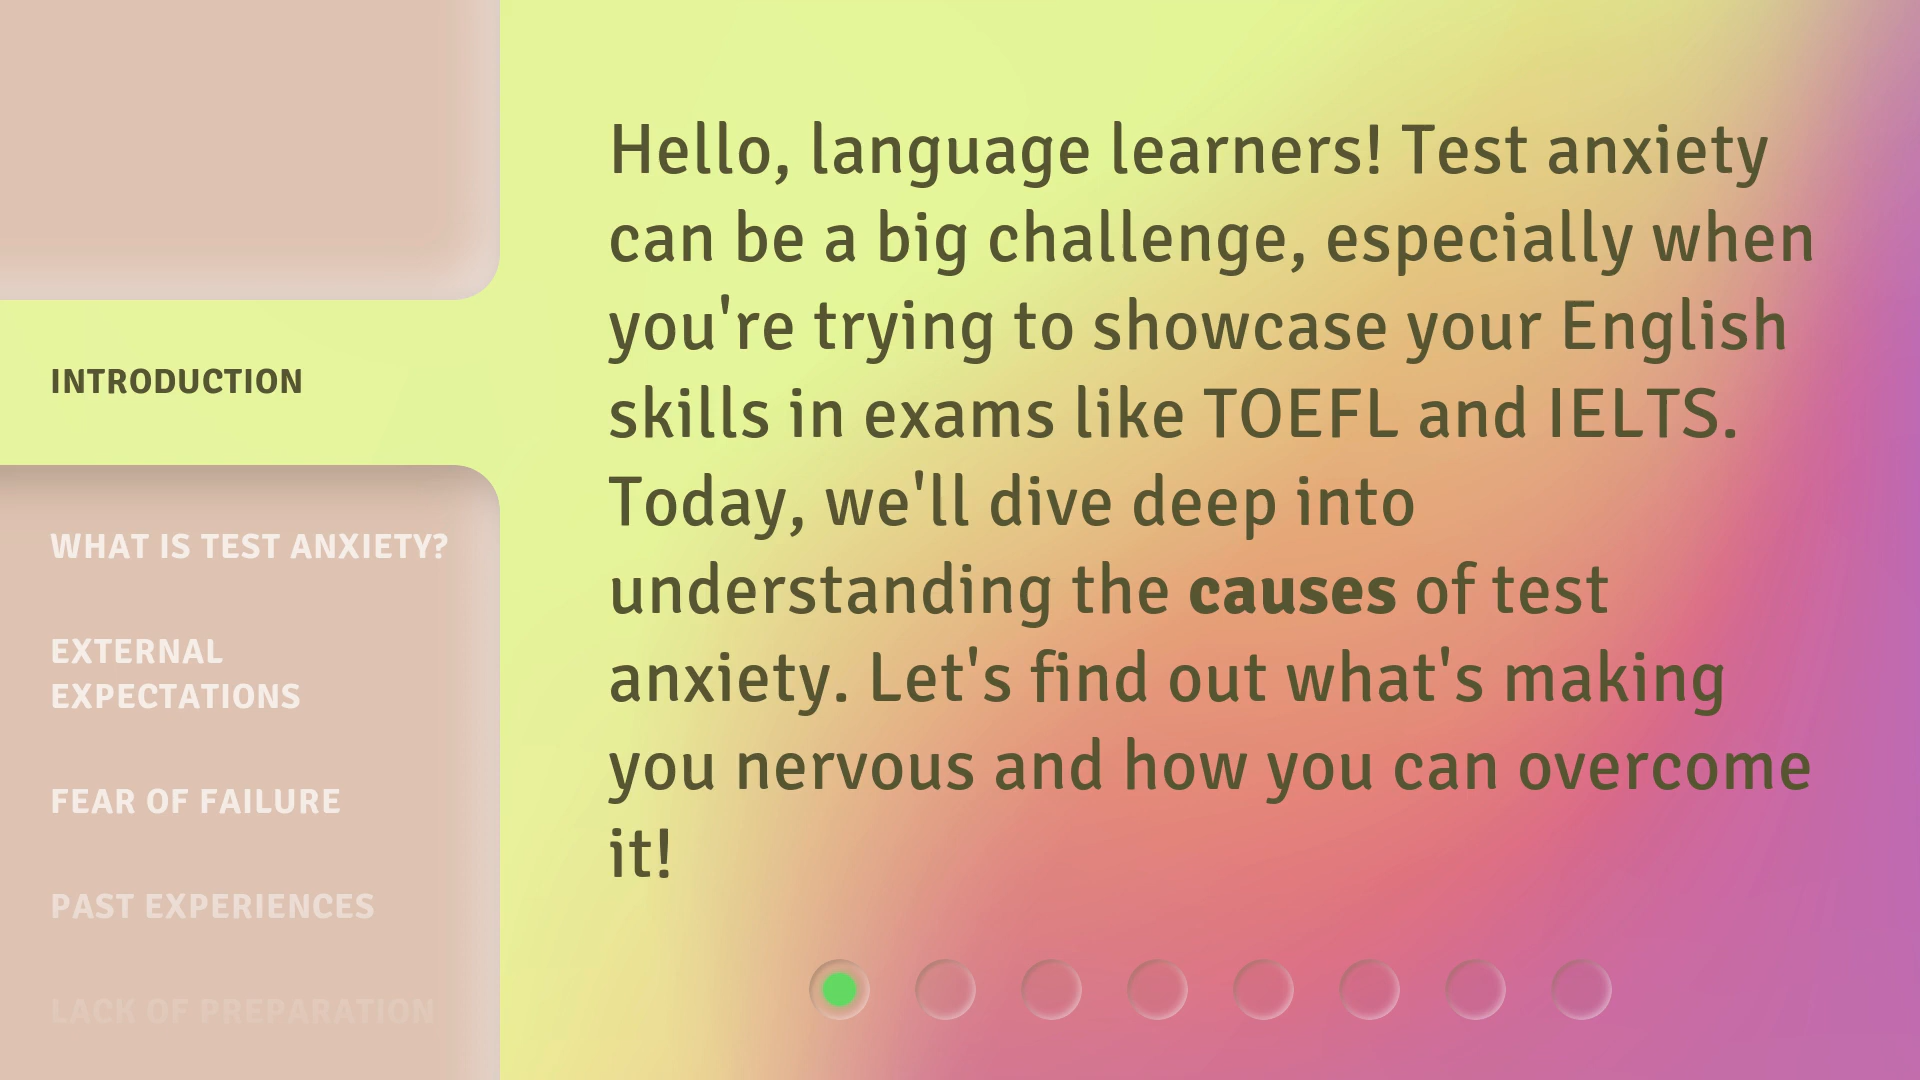 INTRODUCTION
WHAT IS TEST ANXIETY?
EXTERNAL
EXPECTATIONS
FEAR OF FAILURE
PAST EXPERIENCES
LACK OF PREPARATION
Hello, language learners! Test anxiety
can be a big challenge, especially when
you're trying to showcase your English
skills in exams like TOEFL and IELTS.
Today, we'll dive deep into
understanding the causes of test
anxiety. Let's find out what's making
you nervous and how you can overcome
it!